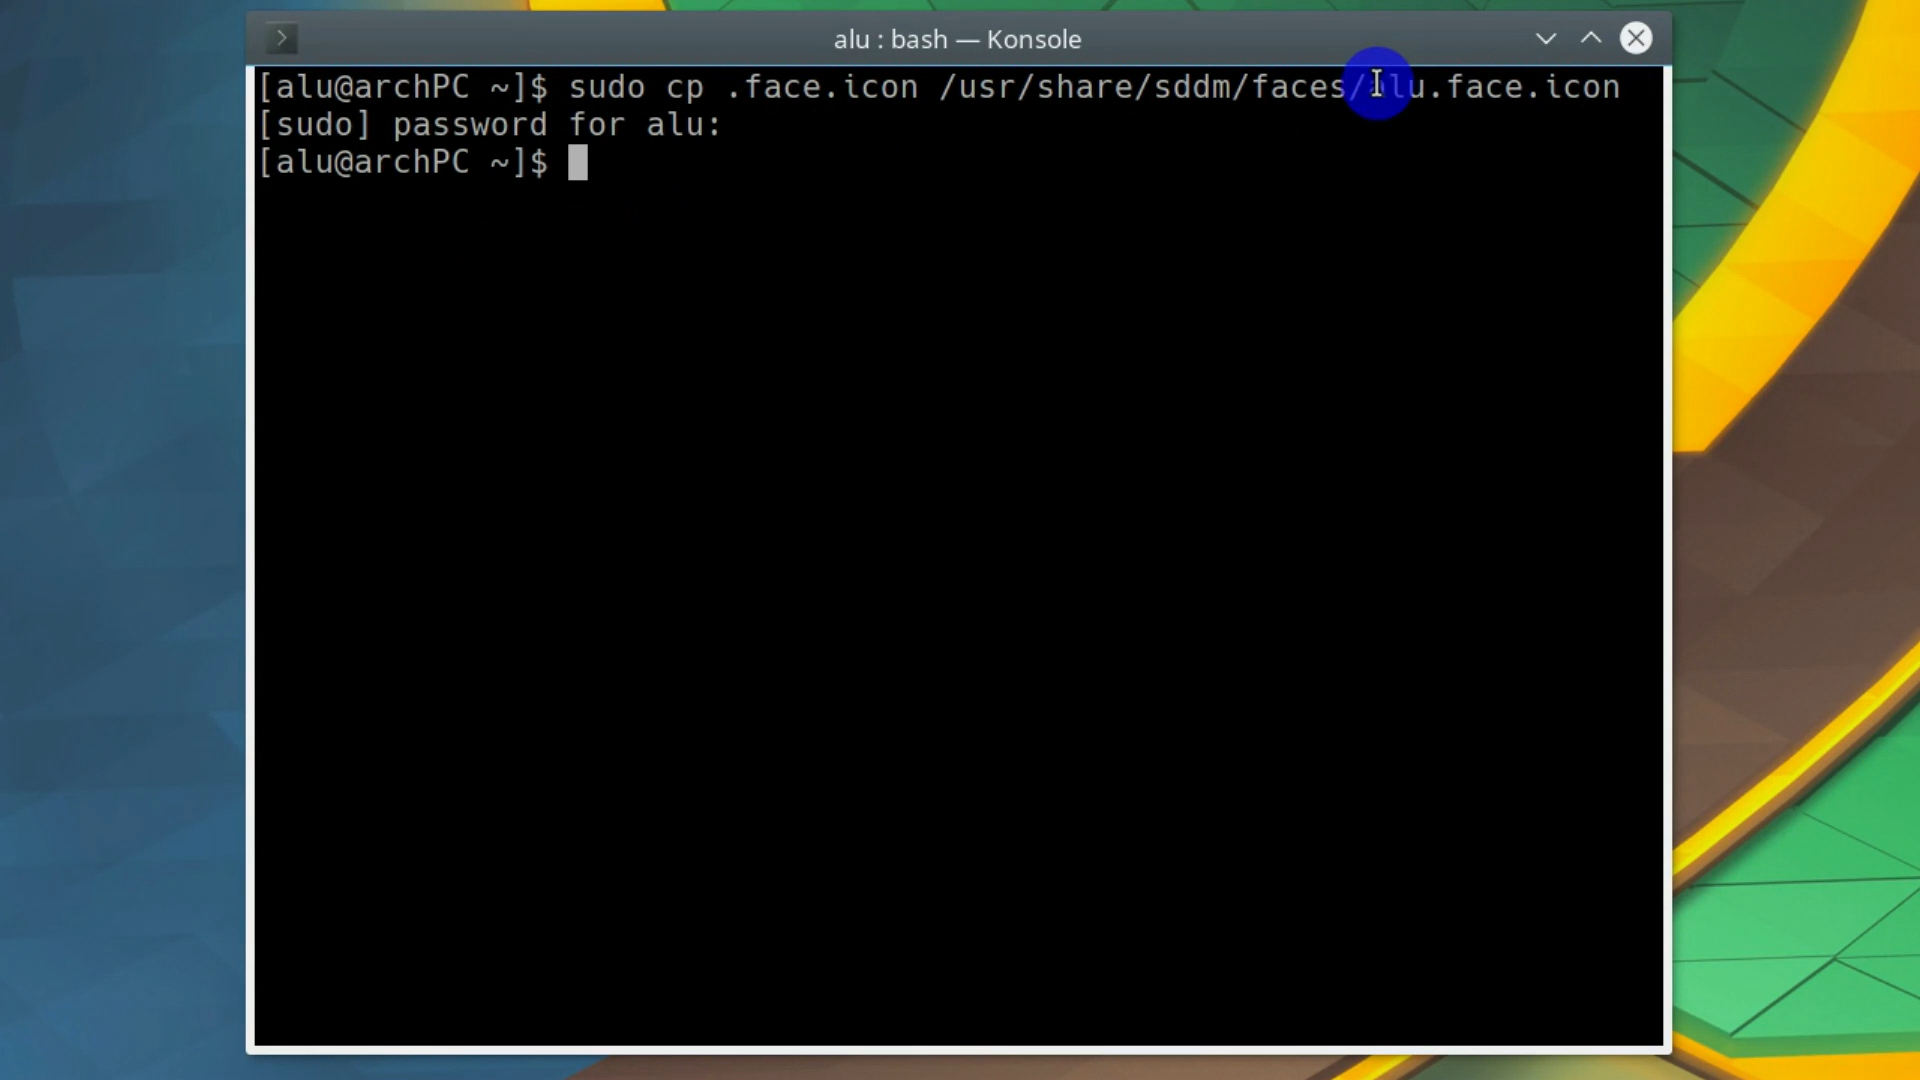 alu : bash — Konsole
[alu@archPC ~]$ sudo cp .face.icon /usr/share/sddm/faces/alu.face.icon
[sudo] password for alu:
[alu@archPC ~]$